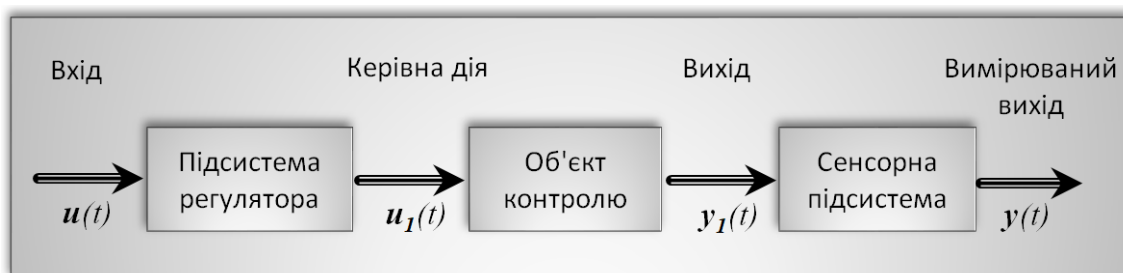 Вхід
Керівна дія
Вихід
Вимірюваний
вихід
Підсистема
регулятора
Об'єкт
контролю
Сенсорна
підсистема
u(t)
u₁(t)
y₁(t)
y(t)